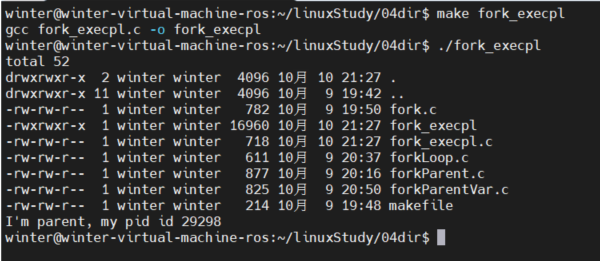 winter@winter-virtual-machine-ros:~/linuxStudy/04dir$ make fork_execpl
gcc fork_execpl.c -o fork_execpl
winter@winter-virtual-machine-ros:~/linuxStudy/04dir$ ./fork_execpl
total 52
drwxrwxr-x  2 winter winter  4096 10月  10 21:27 .
drwxrwxr-x 11 winter winter  4096 10月   9 19:42 ..
-rw-rw-r--  1 winter winter   782 10月   9 19:50 fork.c
-rwxrwxr-x  1 winter winter 16960 10月  10 21:27 fork_execpl
-rw-rw-r--  1 winter winter   718 10月  10 21:27 fork_execpl.c
-rw-rw-r--  1 winter winter   611 10月   9 20:37 forkLoop.c
-rw-rw-r--  1 winter winter   877 10月   9 20:16 forkParent.c
-rw-rw-r--  1 winter winter   825 10月   9 20:50 forkParentVar.c
-rw-rw-r--  1 winter winter   214 10月   9 19:48 makefile
I'm parent, my pid id 29298
winter@winter-virtual-machine-ros:~/linuxStudy/04dir$